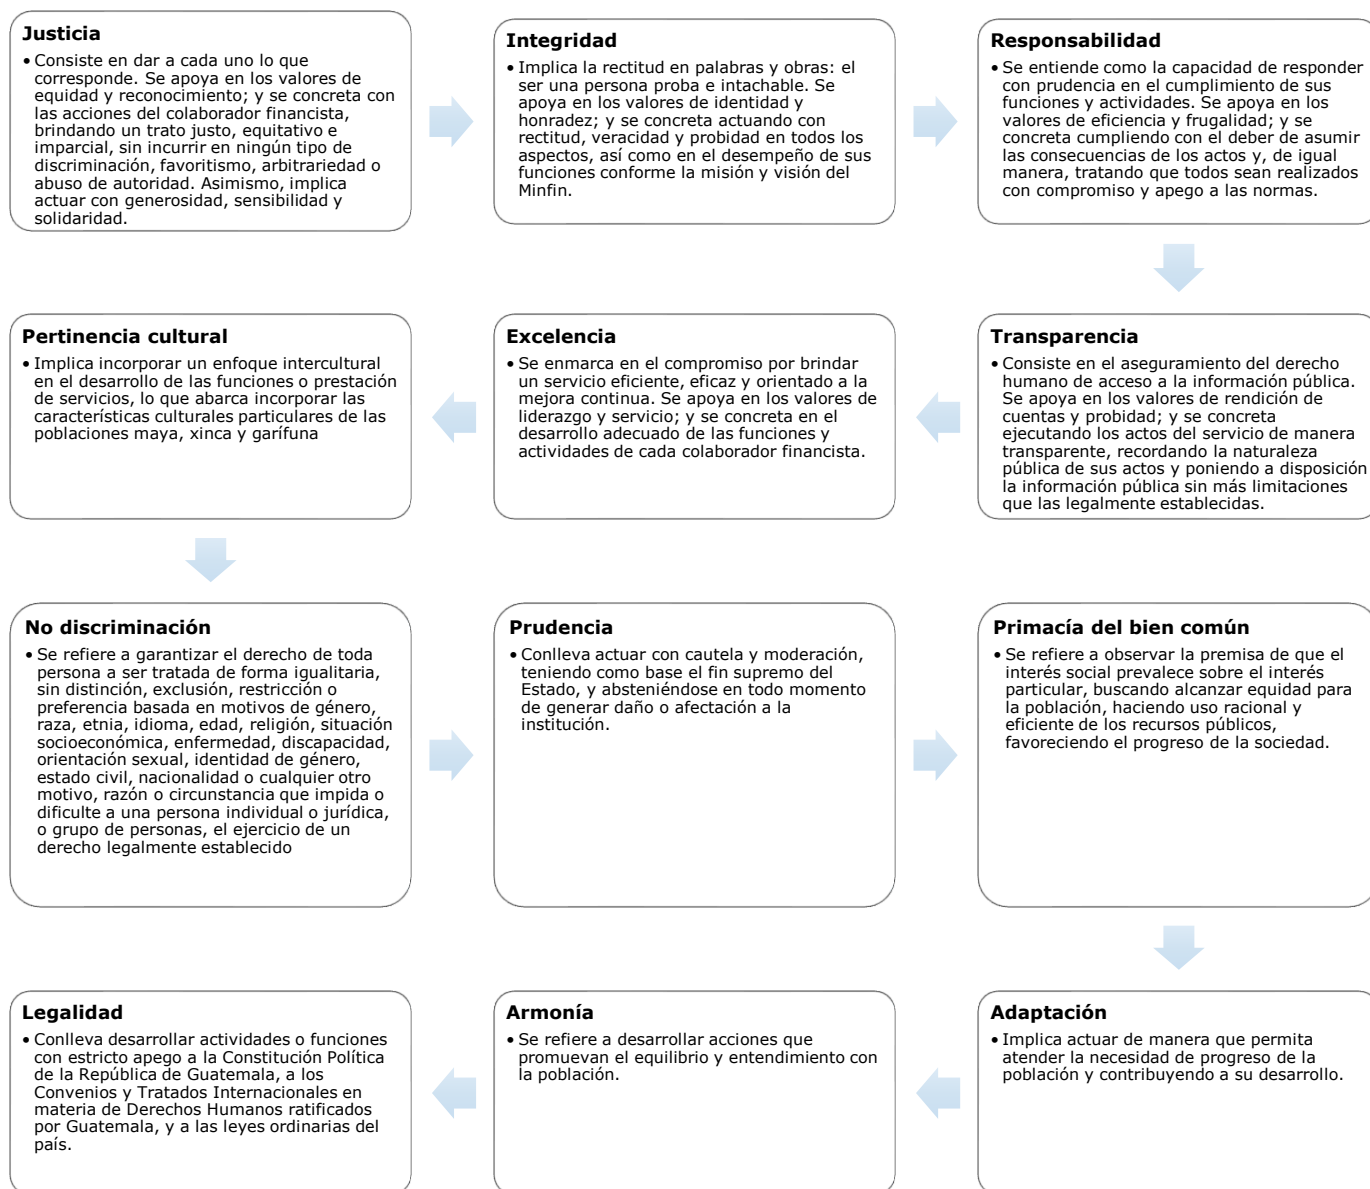 Justicia
• Consiste en dar a cada uno lo que
corresponde. Se apoya en los valores de
equidad y reconocimiento; y se concreta con
las acciones del colaborador financista,
brindando un trato justo, equitativo e
imparcial, sin incurrir en ningún tipo de
discriminación, favoritismo, arbitrariedad o
abuso de autoridad. Asimismo, implica
actuar con generosidad, sensibilidad y
solidaridad.
Integridad
• Implica la rectitud en palabras y obras: el
ser una persona proba e intachable. Se
apoya en los valores de identidad y
honradez; y se concreta actuando con
rectitud, veracidad y probidad en todos los
aspectos, así como en el desempeño de sus
funciones conforme la misión y visión del
Minfin.
Responsabilidad
• Se entiende como la capacidad de responder
con prudencia en el cumplimiento de sus
funciones y actividades. Se apoya en los
valores de eficiencia y frugalidad; y se
concreta cumpliendo con el deber de asumir
las consecuencias de los actos y, de igual
manera, tratando que todos sean realizados
con compromiso y apego a las normas.
Transparencia
• Consiste en el aseguramiento del derecho
humano de acceso a la información pública.
Se apoya en los valores de rendición de
cuentas y probidad; y se concreta
ejecutando los actos del servicio de manera
transparente, recordando la naturaleza
pública de sus actos y poniendo a disposición
la información pública sin más limitaciones
que las legalmente establecidas.
Excelencia
• Se enmarca en el compromiso por brindar
un servicio eficiente, eficaz y orientado a la
mejora continua. Se apoya en los valores de
liderazgo y servicio; y se concreta en el
desarrollo adecuado de las funciones y
actividades de cada colaborador financista.
Pertinencia cultural
• Implica incorporar un enfoque intercultural
en el desarrollo de las funciones o prestación
de servicios, lo que abarca incorporar las
características culturales particulares de las
poblaciones maya, xinca y garífuna
No discriminación
• Se refiere a garantizar el derecho de toda
persona a ser tratada de forma igualitaria,
sin distinción, exclusión, restricción o
preferencia basada en motivos de género,
raza, etnia, idioma, edad, religión, situación
socioeconómica, enfermedad, discapacidad,
orientación sexual, identidad de género,
estado civil, nacionalidad o cualquier otro
motivo, razón o circunstancia que impida o
dificulte a una persona individual o jurídica,
o grupo de personas, el ejercicio de un
derecho legalmente establecido
Prudencia
• Conlleva actuar con cautela y moderación,
teniendo como base el fin supremo del
Estado, y absteniéndose en todo momento
de generar daño o afectación a la
institución.
Primacía del bien común
• Se refiere a observar la premisa de que el
interés social prevalece sobre el interés
particular, buscando alcanzar equidad para
la población, haciendo uso racional y
eficiente de los recursos públicos,
favoreciendo el progreso de la sociedad.
Adaptación
• Implica actuar de manera que permita
atender la necesidad de progreso de la
población y contribuyendo a su desarrollo.
Armonía
• Se refiere a desarrollar acciones que
promuevan el equilibrio y entendimiento con
la población.
Legalidad
• Conlleva desarrollar actividades o funciones
con estricto apego a la Constitución Política
de la República de Guatemala, a los
Convenios y Tratados Internacionales en
materia de Derechos Humanos ratificados
por Guatemala, y a las leyes ordinarias del
país.